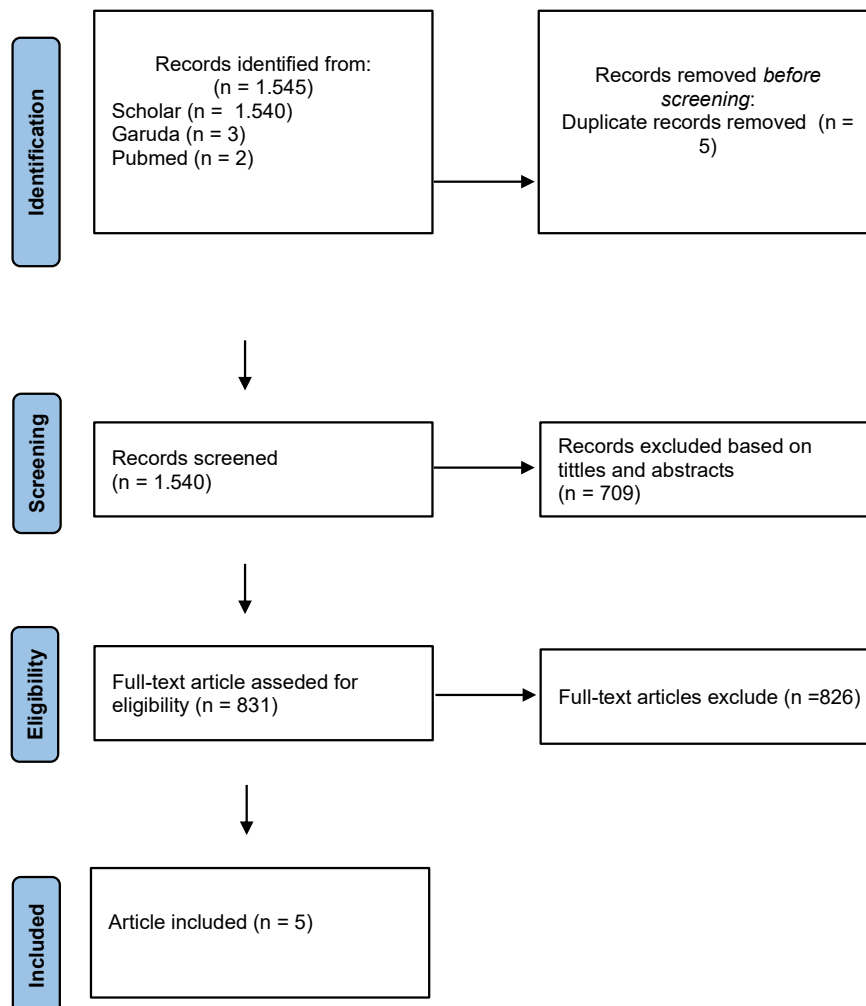 Identification
Records identified from:
(n = 1.545)
Scholar (n =  1.540)
Garuda (n = 3)
Pubmed (n = 2)
Records removed before
screening:
Duplicate records removed  (n =
5)
Screening
Records screened
(n = 1.540)
Records excluded based on
tittles and abstracts
(n = 709)
Eligibility
Full-text article asseded for
eligibility (n = 831)
Full-text articles exclude (n =826)
Included
Article included (n = 5)